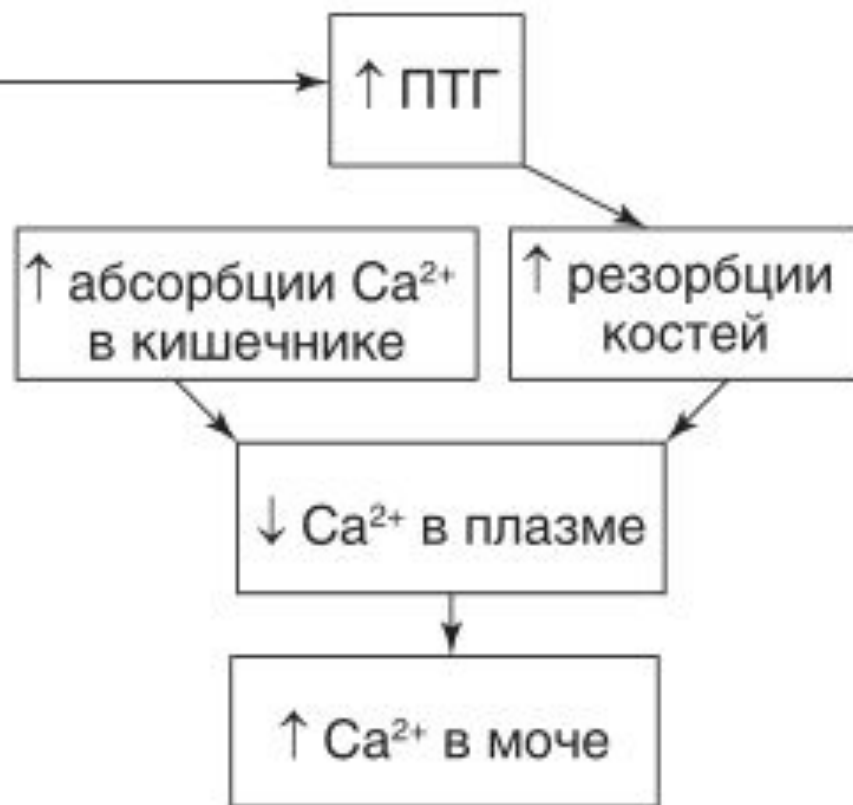 ↑ ПТГ
↑ абсорбции Ca²⁺
в кишечнике
↑ резорбции
костей
↓ Ca²⁺ в плазме
↑ Ca²⁺ в моче